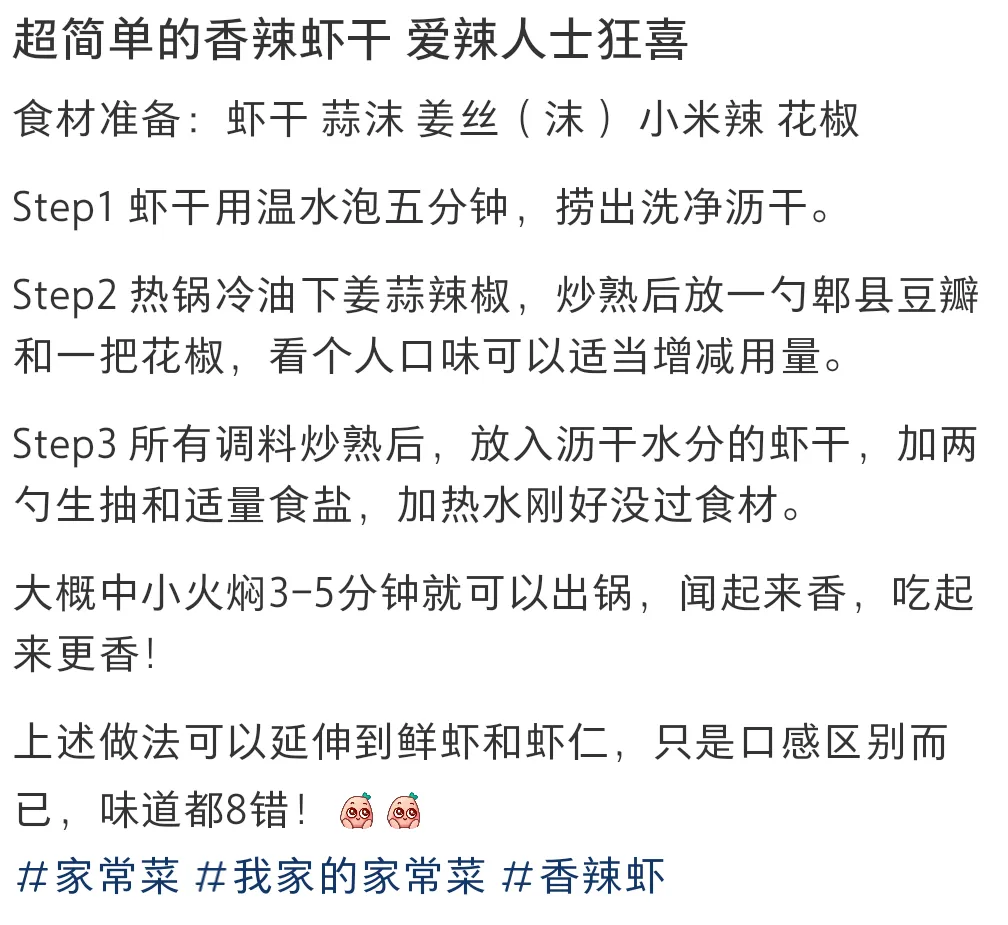 超简单的香辣虾干 爱辣人士狂喜
食材准备：虾干 蒜沫 姜丝（沫）小米辣 花椒
Step1 虾干用温水泡五分钟，捞出洗净沥干。
Step2 热锅冷油下姜蒜辣椒，炒熟后放一勺郫县豆瓣
和一把花椒，看个人口味可以适当增减用量。
Step3 所有调料炒熟后，放入沥干水分的虾干，加两
勺生抽和适量食盐，加热水刚好没过食材。
大概中小火焖3-5分钟就可以出锅，闻起来香，吃起
来更香！
上述做法可以延伸到鲜虾和虾仁，只是口感区别而
已，味道都8错！
#家常菜 #我家的家常菜 #香辣虾